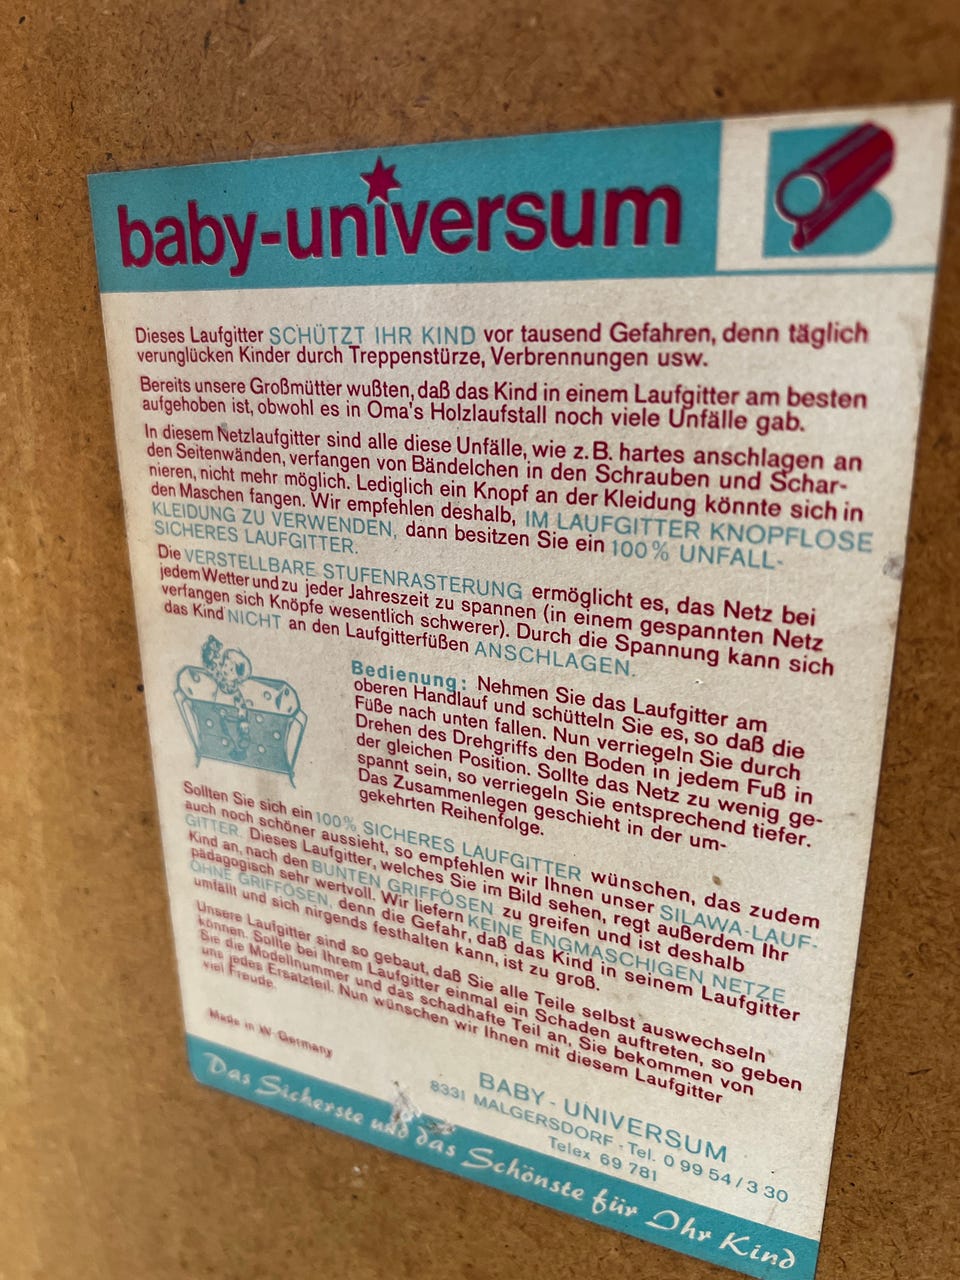 baby-universum
Dieses Laufgitter SCHÜTZT IHR KIND vor tausend Gefahren, denn täglich
verunglücken Kinder durch Treppenstürze, Verbrennungen usw.
Bereits unsere Großmütter wußten, daß das Kind in einem Laufgitter am besten
aufgehoben ist, obwohl es in Oma's Holzlaufstall noch viele Unfälle gab.
In diesem Netzlaufgitter sind alle diese Unfälle, wie z. B. hartes anschlagen an
den Seitenwänden, verfangen von Bändelchen in den Schrauben und Schar-
nieren, nicht mehr möglich. Lediglich ein Knopf an der Kleidung könnte sich in
den Maschen fangen. Wir empfehlen deshalb, IM LAUFGITTER KNOPFLOSE
KLEIDUNG ZU VERWENDEN, dann besitzen Sie ein 100% UNFALL-
SICHERES LAUFGITTER.
Die VERSTELLBARE STUFENRASTERUNG ermöglicht es, das Netz bei
jedem Wetter und zu jeder Jahreszeit zu spannen (in einem gespannten Netz
verfangen sich Knöpfe wesentlich schwerer). Durch die Spannung kann sich
das Kind NICHT an den Laufgitterfüßen ANSCHLAGEN.
Bedienung: Nehmen Sie das Laufgitter am
oberen Handlauf und schütteln Sie es, so daß die
Füße nach unten fallen. Nun verriegeln Sie durch
Drehen des Drehgriffs den Boden in jedem Fuß in
der gleichen Position. Sollte das Netz zu wenig ge-
spannt sein, so verriegeln Sie entsprechend tiefer.
Das Zusammenlegen geschieht in der um-
gekehrten Reihenfolge.
Sollten Sie sich ein 100% SICHERES LAUFGITTER wünschen, das zudem
auch noch schöner aussieht, so empfehlen wir Ihnen unser SILAWA-LAUF-
GITTER. Dieses Laufgitter, welches Sie im Bild sehen, regt außerdem Ihr
Kind an, nach den BUNTEN GRIFFÖSEN zu greifen und ist deshalb
pädagogisch sehr wertvoll. Wir liefern KEINE ENGMASCHIGEN NETZE
OHNE GRIFFÖSEN, denn die Gefahr, daß das Kind in seinem Laufgitter
umfällt und sich nirgends festhalten kann, ist zu groß.
Unsere Laufgitter sind so gebaut, daß Sie alle Teile selbst auswechseln
können. Sollte bei Ihrem Laufgitter einmal ein Schaden auftreten, so geben
Sie die Modellnummer und das schadhafte Teil an, Sie bekommen von
uns jedes Ersatzteil. Nun wünschen wir Ihnen mit diesem Laufgitter
viel Freude.
Made in W-Germany
BABY-UNIVERSUM
8331 MALGERSDORF - Tel. 0 99 54 / 3 30
Telex 69 781
Das Sicherste und das Schönste für Ihr Kind